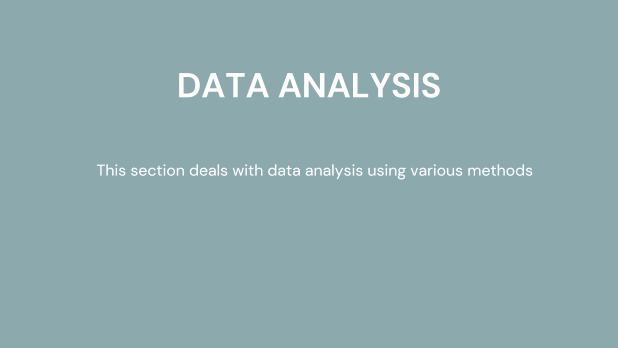 DATA ANALYSIS
This section deals with data analysis using various methods